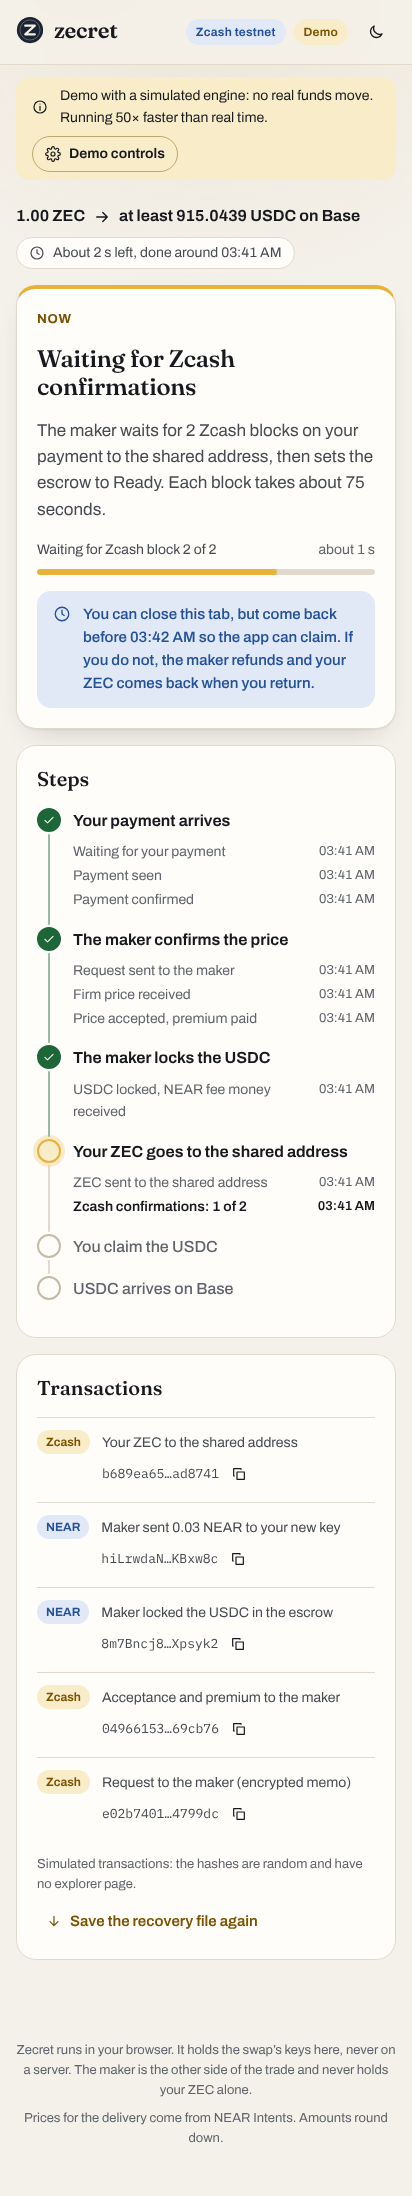 zecret
Zcash testnet
Demo
Demo with a simulated engine: no real funds move.
Running 50× faster than real time.
Demo controls
1.00 ZEC → at least 915.0439 USDC on Base
About 2 s left, done around 03:41 AM
NOW
Waiting for Zcash
confirmations
The maker waits for 2 Zcash blocks on your
payment to the shared address, then sets the
escrow to Ready. Each block takes about 75
seconds.
Waiting for Zcash block 2 of 2 about 1 s
You can close this tab, but come back
before 03:42 AM so the app can claim. If
you do not, the maker refunds and your
ZEC comes back when you return.
Steps
Your payment arrives
Waiting for your payment 03:41 AM
Payment seen 03:41 AM
Payment confirmed 03:41 AM
The maker confirms the price
Request sent to the maker 03:41 AM
Firm price received 03:41 AM
Price accepted, premium paid 03:41 AM
The maker locks the USDC
USDC locked, NEAR fee money 03:41 AM
received
Your ZEC goes to the shared address
ZEC sent to the shared address 03:41 AM
Zcash confirmations: 1 of 2 03:41 AM
You claim the USDC
USDC arrives on Base
Transactions
Zcash Your ZEC to the shared address
b689ea65…ad8741
NEAR Maker sent 0.03 NEAR to your new key
hiLrwdaN…KBxw8c
NEAR Maker locked the USDC in the escrow
8m7Bncj8…Xpsyk2
Zcash Acceptance and premium to the maker
04966153…69cb76
Zcash Request to the maker (encrypted memo)
e02b7401…4799dc
Simulated transactions: the hashes are random and have
no explorer page.
Save the recovery file again
Zecret runs in your browser. It holds the swap's keys here, never on
a server. The maker is the other side of the trade and never holds
your ZEC alone.
Prices for the delivery come from NEAR Intents. Amounts round
down.